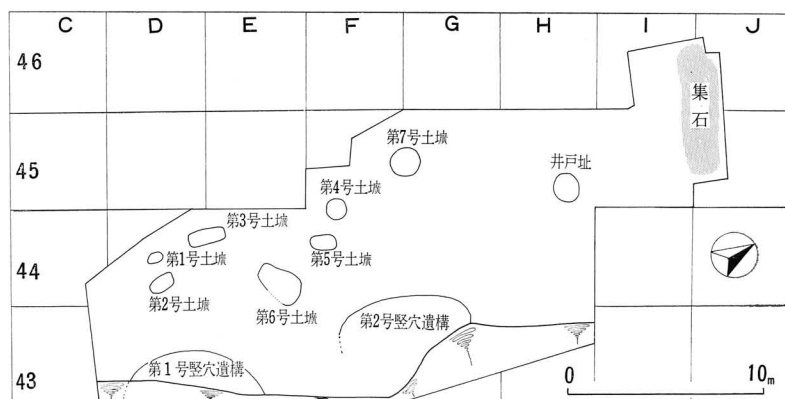 C D E F G H I J
46
集石
第7号土壙
45
井戸址
第4号土壙
第3号土壙
第1号土壙
第5号土壙
44
第2号土壙
第6号土壙
第2号竪穴遺構
第1号竪穴遺構
43
0 10m